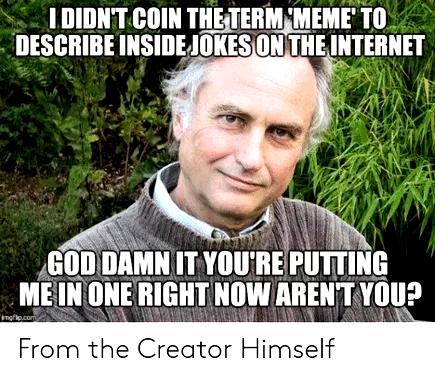 I DIDN'T COIN THE TERM 'MEME' TO
DESCRIBE INSIDE JOKES ON THE INTERNET
GOD DAMN IT YOU'RE PUTTING
ME IN ONE RIGHT NOW AREN'T YOU?
imgflip.com
From the Creator Himself